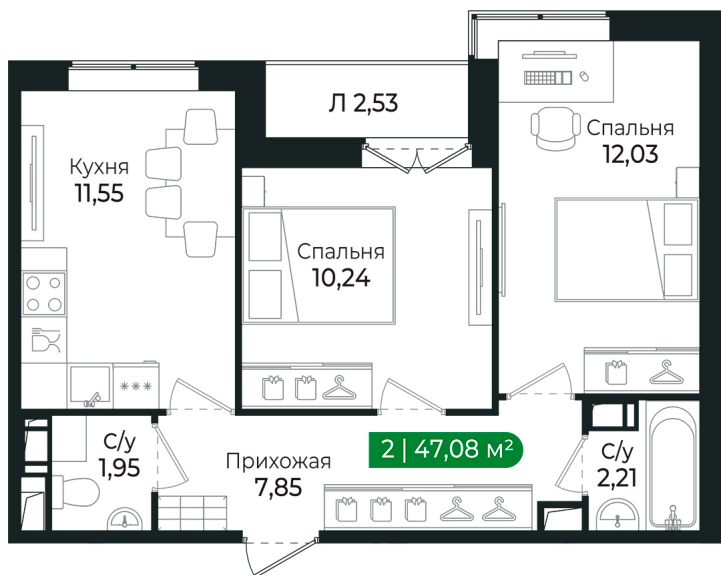 Л 2,53
Спальня
12,03
Кухня
11,55
Спальня
10,24
2 | 47,08 м²
С/у
1,95
Прихожая
7,85
С/у
2,21